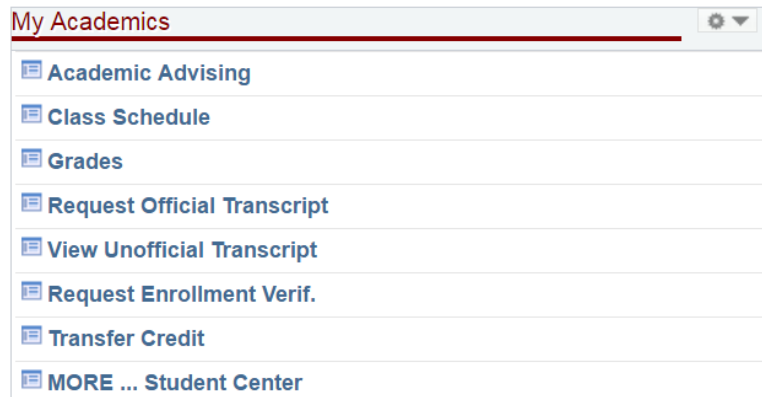 My Academics
Academic Advising
Class Schedule
Grades
Request Official Transcript
View Unofficial Transcript
Request Enrollment Verif.
Transfer Credit
MORE ... Student Center